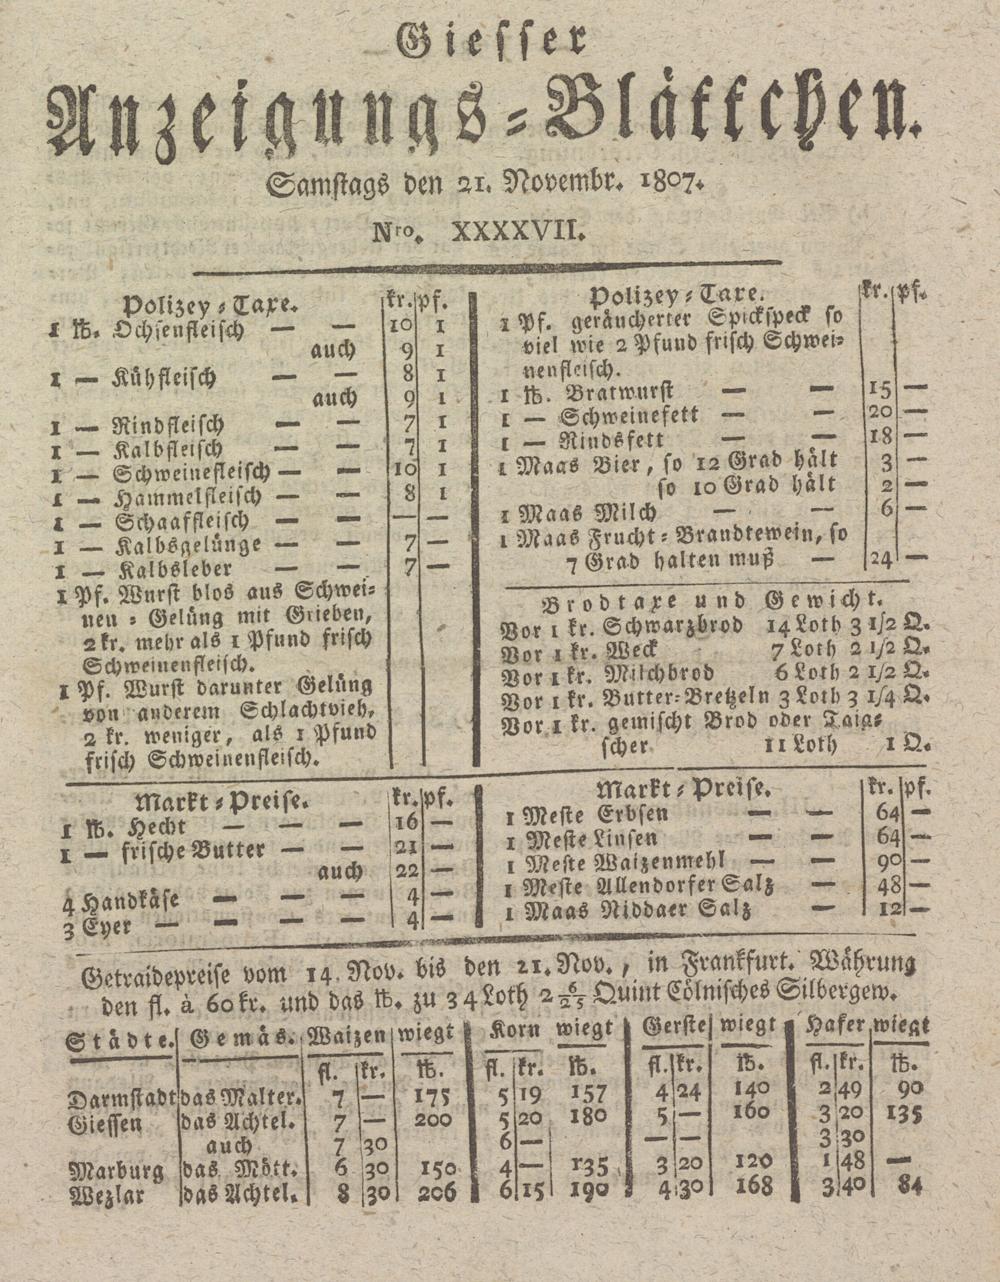 Giesser
Anzeigungs-Blättchen.
Samstags den 21. Novembr. 1807.
Nro. XXXXVII.
Polizey-Taxe. kr. pf.
1 ℔. Ochsenfleisch — — 10 1
auch 9 1
1 — Kühfleisch — — 8 1
auch 9 1
1 — Rindfleisch — — 7 1
1 — Kalbfleisch — — 7 1
1 — Schweinefleisch — — 10 1
1 — Hammelfleisch — — 8 1
1 — Schaaffleisch — — — —
1 — Kalbsgelünge — — 7 —
1 — Kalbsleber — — 7 —
1 Pf. Wurst blos aus Schwei-
nen-Gelüng mit Grieben,
2 kr. mehr als 1 Pfund frisch
Schweinenfleisch.
1 Pf. Wurst darunter Gelüng
von anderem Schlachtvieh,
2 kr. weniger, als 1 Pfund
frisch Schweinenfleisch.
Polizey-Taxe. kr. pf.
1 Pf. geräucherter Spickspeck so
viel wie 2 Pfund frisch Schwei-
nenfleisch.
1 ℔. Bratwurst — — 15 —
1 — Schweinefett — — 20 —
1 — Rindsfett — — 18 —
1 Maas Bier, so 12 Grad hält 3 —
so 10 Grad hält 2 —
1 Maas Milch — — 6 —
1 Maas Frucht-Brandtewein, so
7 Grad halten muß — 24 —
Brodtaxe und Gewicht.
Vor 1 kr. Schwarzbrod 14 Loth 3 1/2 Q.
Vor 1 kr. Weck 7 Loth 2 1/2 Q.
Vor 1 kr. Milchbrod 6 Loth 2 1/2 Q.
Vor 1 kr. Butter-Bretzeln 3 Loth 3 1/4 Q.
Vor 1 kr. gemischt Brod oder Taig-
scher 11 Loth 1 Q.
Markt-Preise. kr. pf.
1 ℔. Hecht — — — 16 —
1 — frische Butter — — 21 —
auch 22 —
4 Handkäse — — — 4 —
3 Eyer — — — 4 —
Markt-Preise. kr. pf.
1 Meste Erbsen — — 64 —
1 Meste Linsen — — 64 —
1 Meste Waizenmehl — — 90 —
1 Meste Allendorfer Salz — 48 —
1 Maas Niddaer Salz — 12 —
Getraidepreise vom 14. Nov. bis den 21. Nov., in Frankfurt. Währung
den fl. à 60 kr. und das ℔. zu 34 Loth 2 Quint Cölnisches Silbergew.
Städte. Gemäs. Waizen wiegt Korn wiegt Gerste wiegt Hafer wiegt
fl. kr. ℔. fl. kr. ℔. fl. kr. ℔. fl. kr. ℔.
Darmstadt das Malter. 7 — 175 5 19 157 4 24 140 2 49 90
Giessen das Achtel. 7 — 200 5 20 180 5 — 160 3 20 135
auch 7 30 6 — — — 3 30
Marburg das Mött. 6 30 150 4 — 135 3 20 120 1 48 —
Wezlar das Achtel. 8 30 206 6 15 190 4 30 168 3 40 84